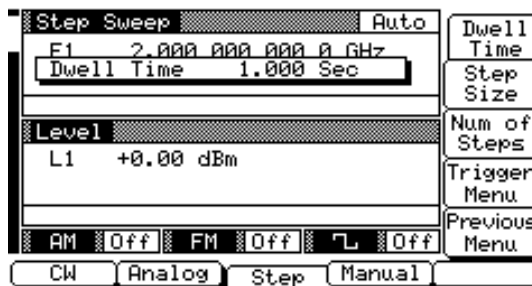 Step Sweep Auto
F1 2.000 000 000 0 GHz
Dwell Time 1.000 Sec
Level
L1 +0.00 dBm
AM Off FM Off Off
CW Analog Step Manual
Dwell
Time
Step
Size
Num of
Steps
Trigger
Menu
Previous
Menu